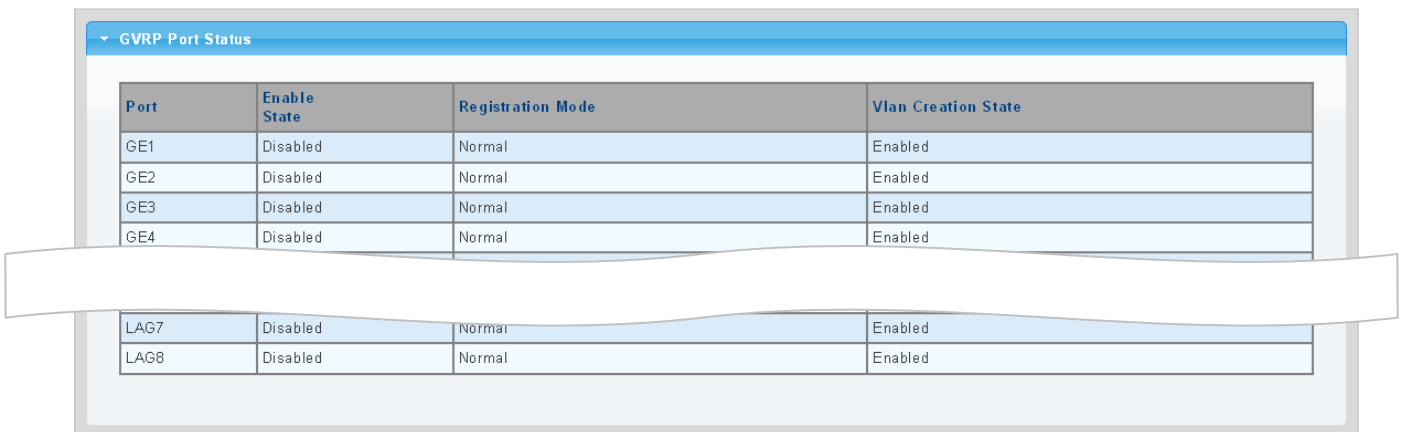 GVRP Port Status
Port Enable State Registration Mode Vlan Creation State
GE1 Disabled Normal Enabled
GE2 Disabled Normal Enabled
GE3 Disabled Normal Enabled
GE4 Disabled Normal Enabled
LAG7 Disabled Normal Enabled
LAG8 Disabled Normal Enabled